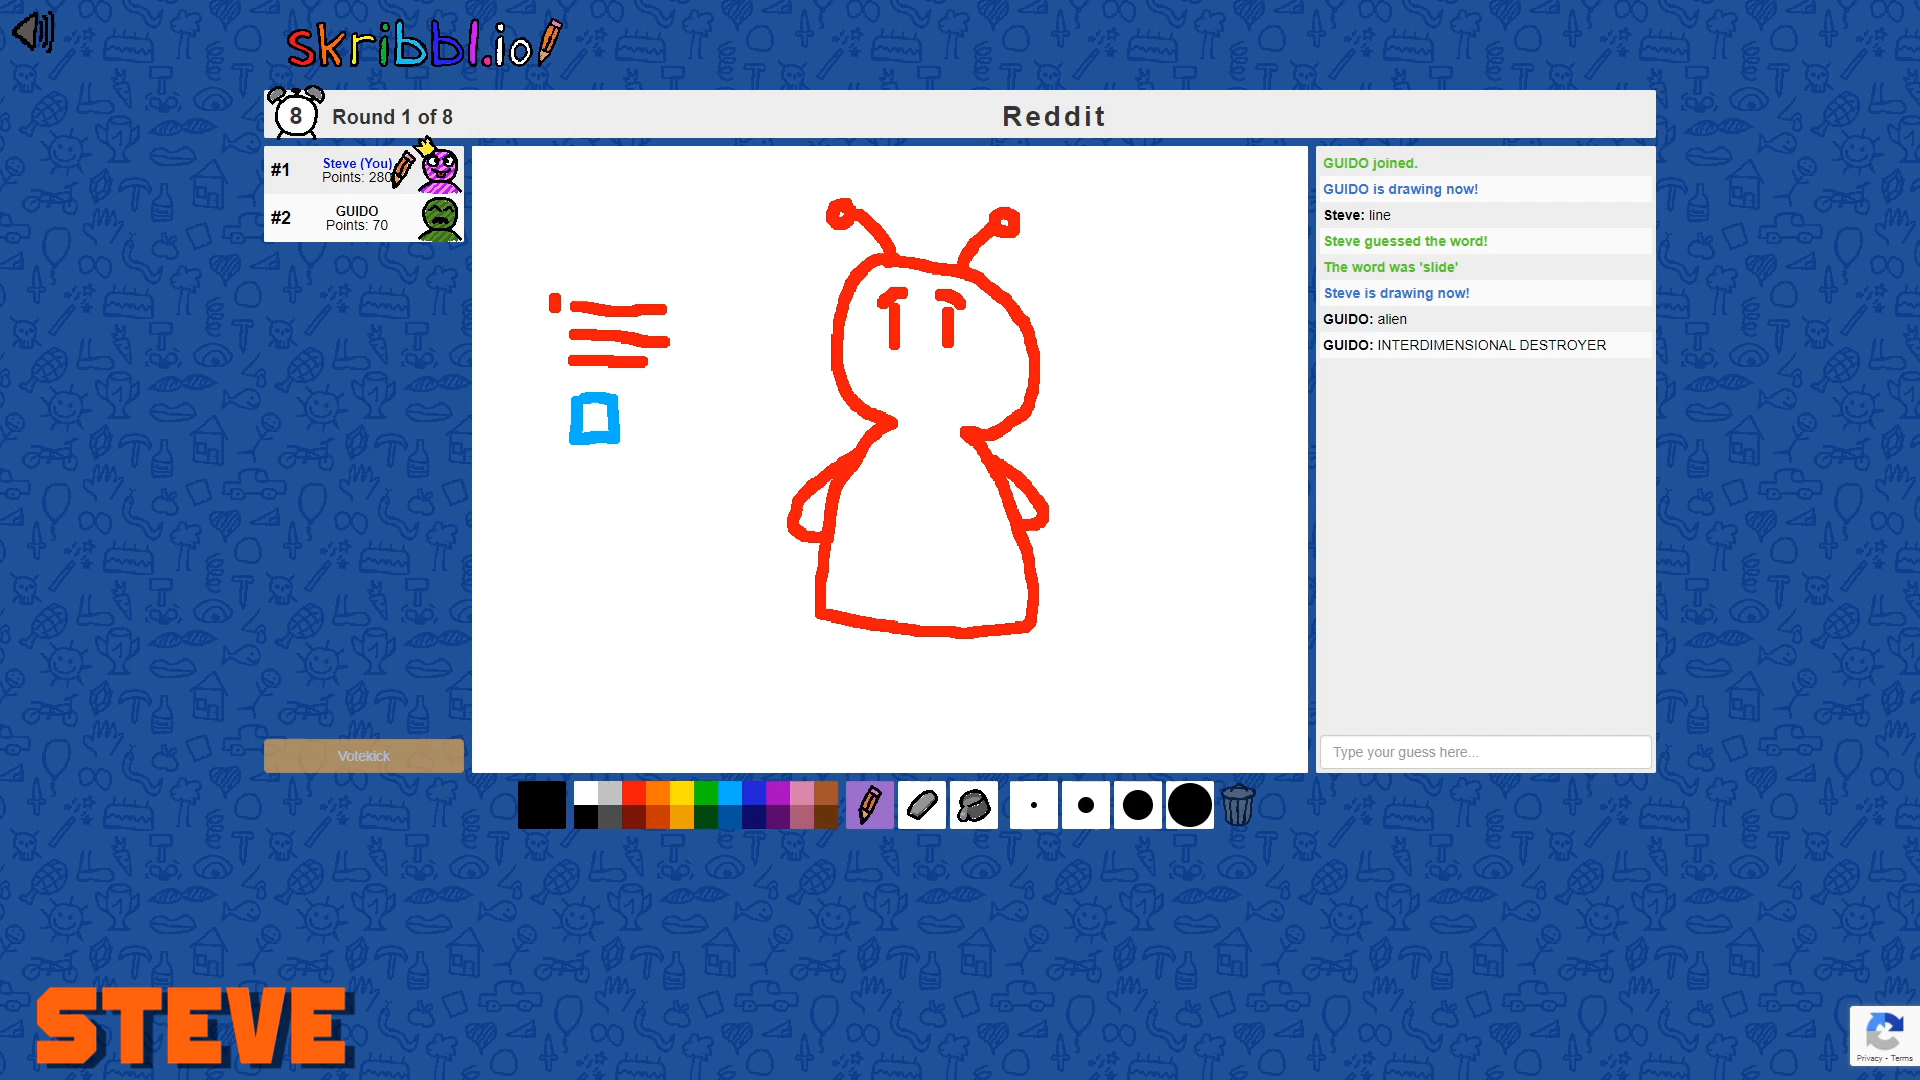 skribbl.io
8
Round 1 of 8
Reddit
#1
Steve (You)
Points: 280
#2
GUIDO
Points: 70
GUIDO joined.
GUIDO is drawing now!
Steve: line
Steve guessed the word!
The word was 'slide'
Steve is drawing now!
GUIDO: alien
GUIDO: INTERDIMENSIONAL DESTROYER
Votekick
Type your guess here...
STEVE
Privacy - Terms